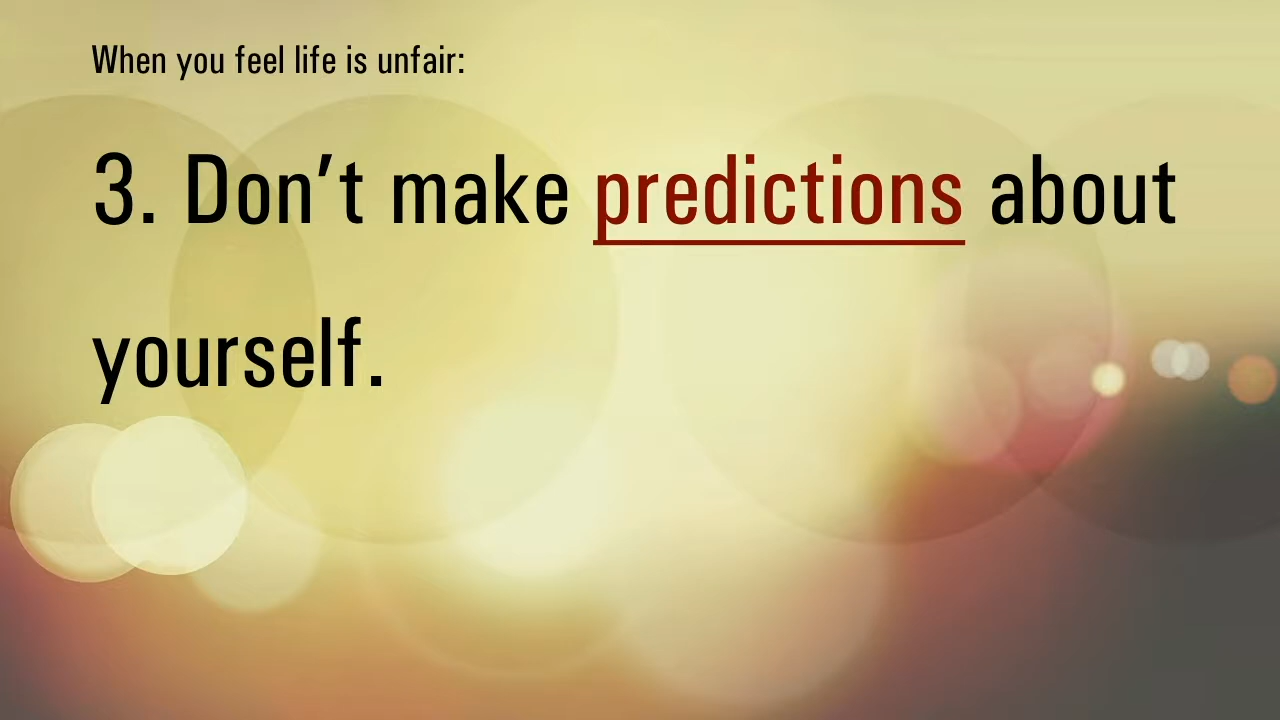 When you feel life is unfair:
3. Don’t make predictions about
yourself.